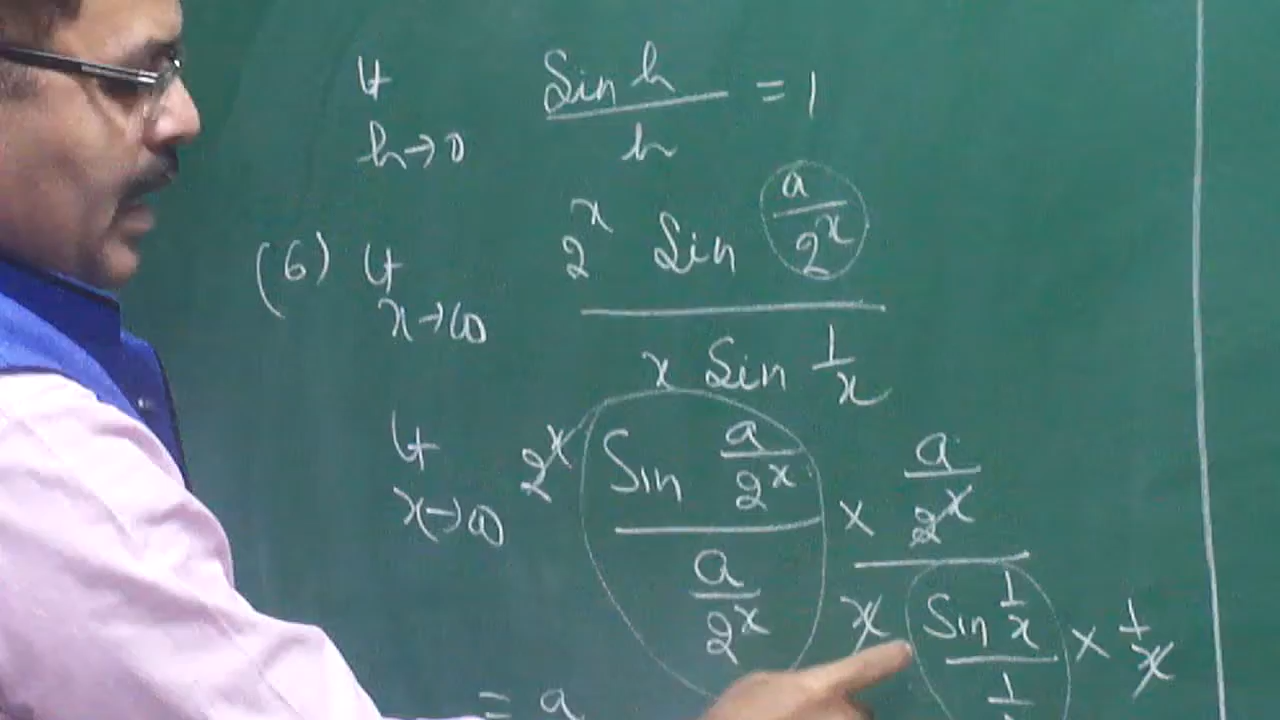 Lt Sin h = 1
h→0 h
(6) Lt 2^x Sin a/2^x
x→∞ x Sin 1/x
Lt 2^x Sin a/2^x × a/2^x
x→∞ a/2^x x Sin 1/x × 1/x
= a 1